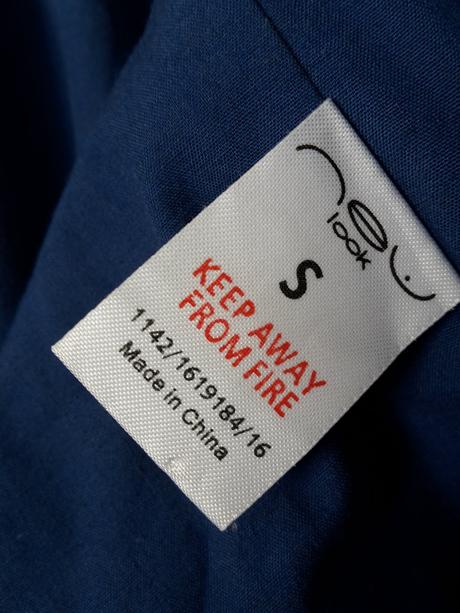 look
S
KEEP AWAY
FROM FIRE
1142/1619184/16
Made in China